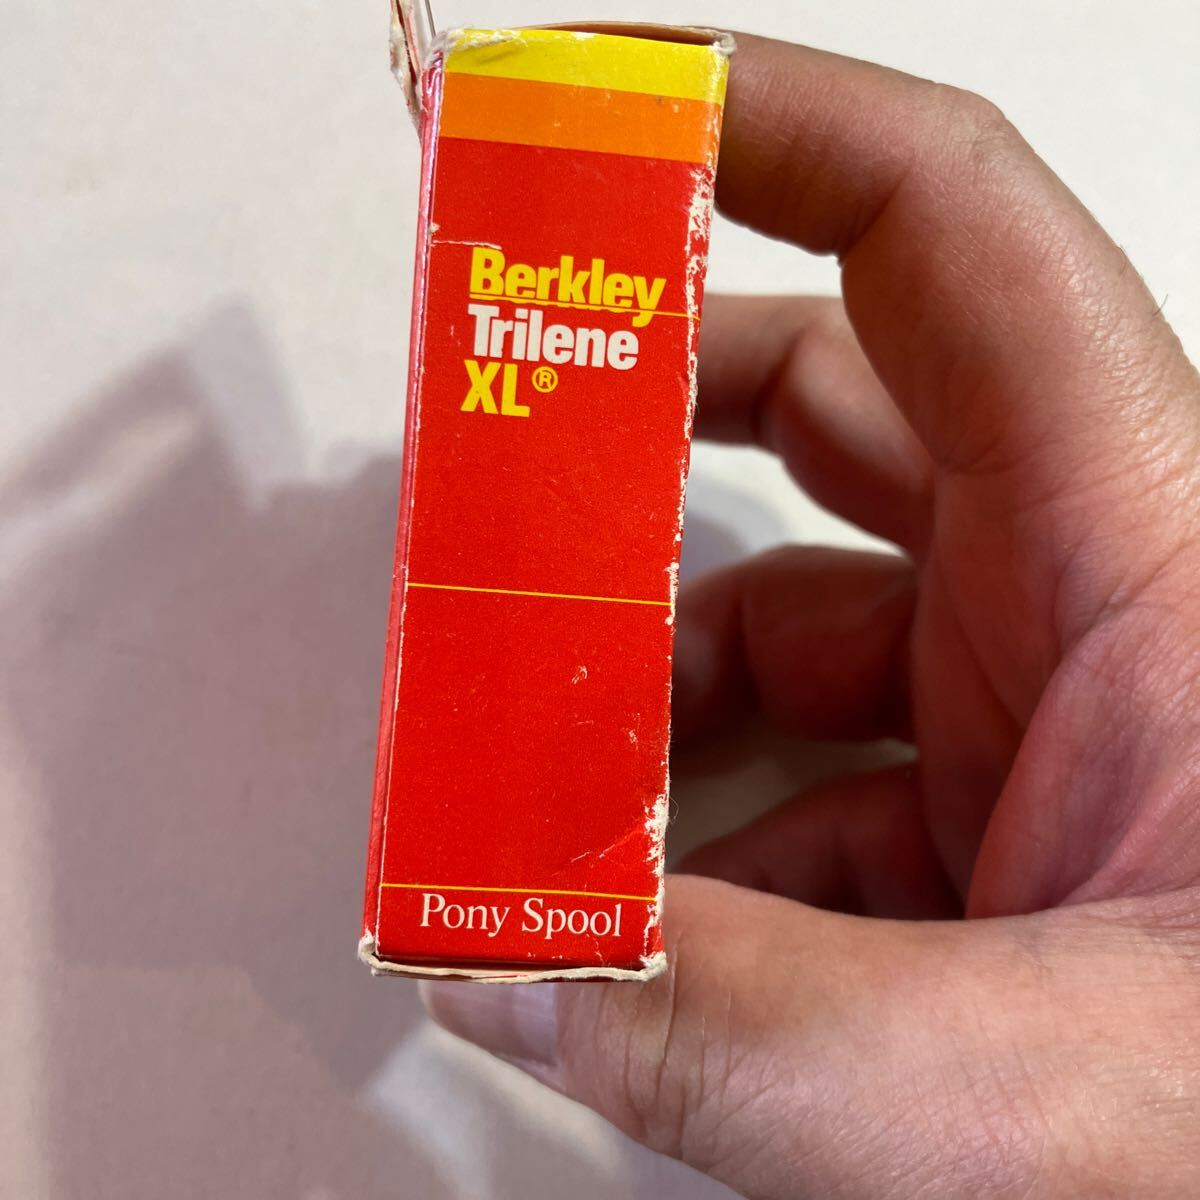 Berkley
Trilene
XL®
Pony Spool